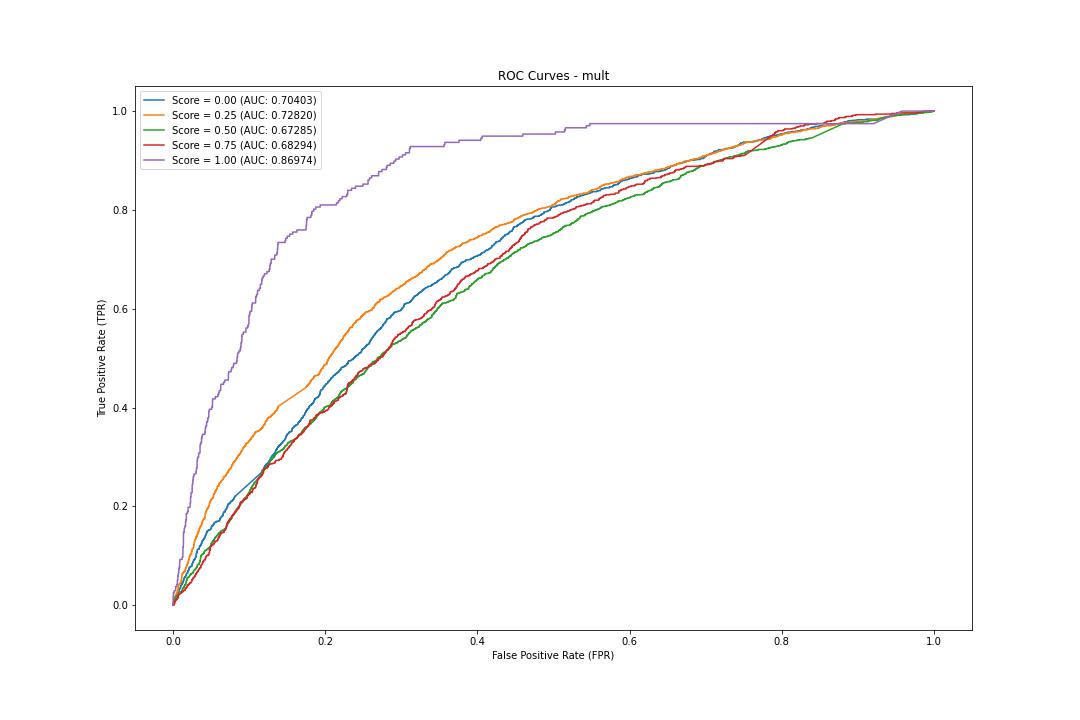 ROC Curves - mult
Score = 0.00 (AUC: 0.70403)
Score = 0.25 (AUC: 0.72820)
Score = 0.50 (AUC: 0.67285)
Score = 0.75 (AUC: 0.68294)
Score = 1.00 (AUC: 0.86974)
1.0
0.8
0.6
0.4
0.2
0.0
True Positive Rate (TPR)
0.0 0.2 0.4 0.6 0.8 1.0
False Positive Rate (FPR)